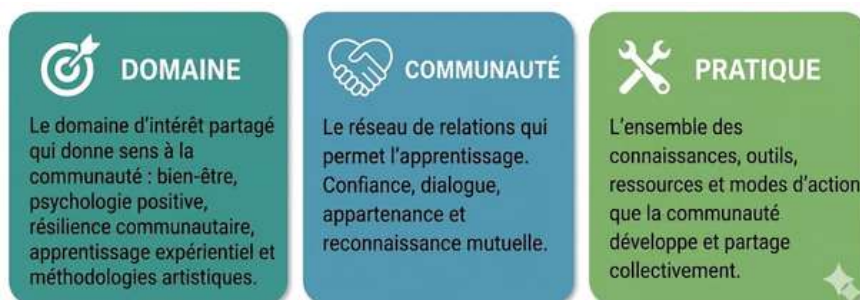 DOMAINE
Le domaine d'intérêt partagé
qui donne sens à la
communauté : bien-être,
psychologie positive,
résilience communautaire,
apprentissage expérientiel et
méthodologies artistiques.
COMMUNAUTÉ
Le réseau de relations qui
permet l'apprentissage.
Confiance, dialogue,
appartenance et
reconnaissance mutuelle.
PRATIQUE
L'ensemble des
connaissances, outils,
ressources et modes d'action
que la communauté
développe et partage
collectivement.